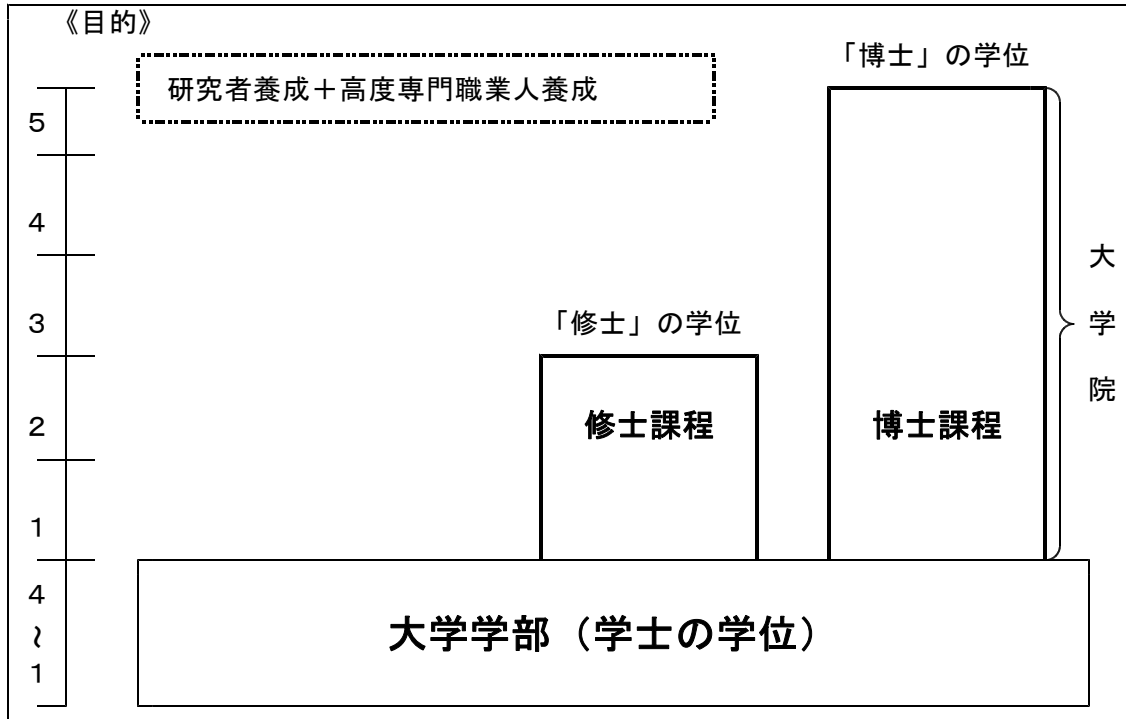 《目的》
研究者養成+高度専門職業人養成
「博士」の学位
5
4
3
2
1
4
~
1
「修士」の学位
修士課程
博士課程
大学院
大学学部(学士の学位)